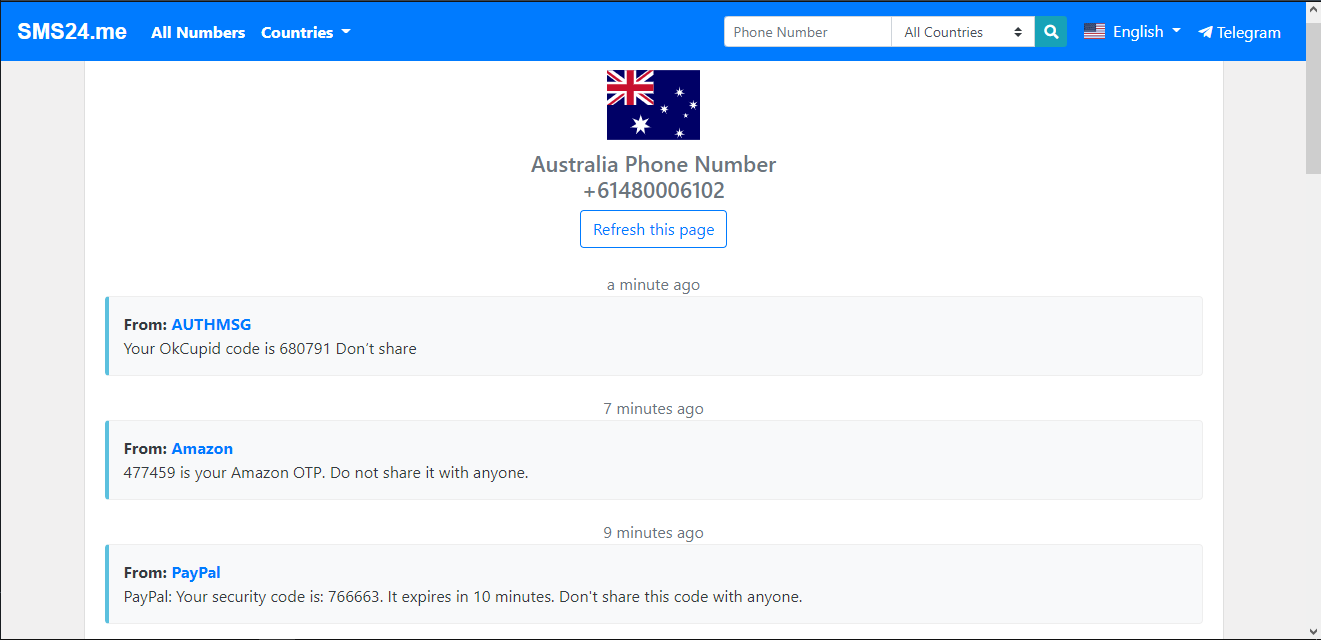 SMS24.me All Numbers Countries Phone Number All Countries English Telegram
Australia Phone Number
+61480006102
Refresh this page
a minute ago
From: AUTHMSG
Your OkCupid code is 680791 Don't share
7 minutes ago
From: Amazon
477459 is your Amazon OTP. Do not share it with anyone.
9 minutes ago
From: PayPal
PayPal: Your security code is: 766663. It expires in 10 minutes. Don't share this code with anyone.